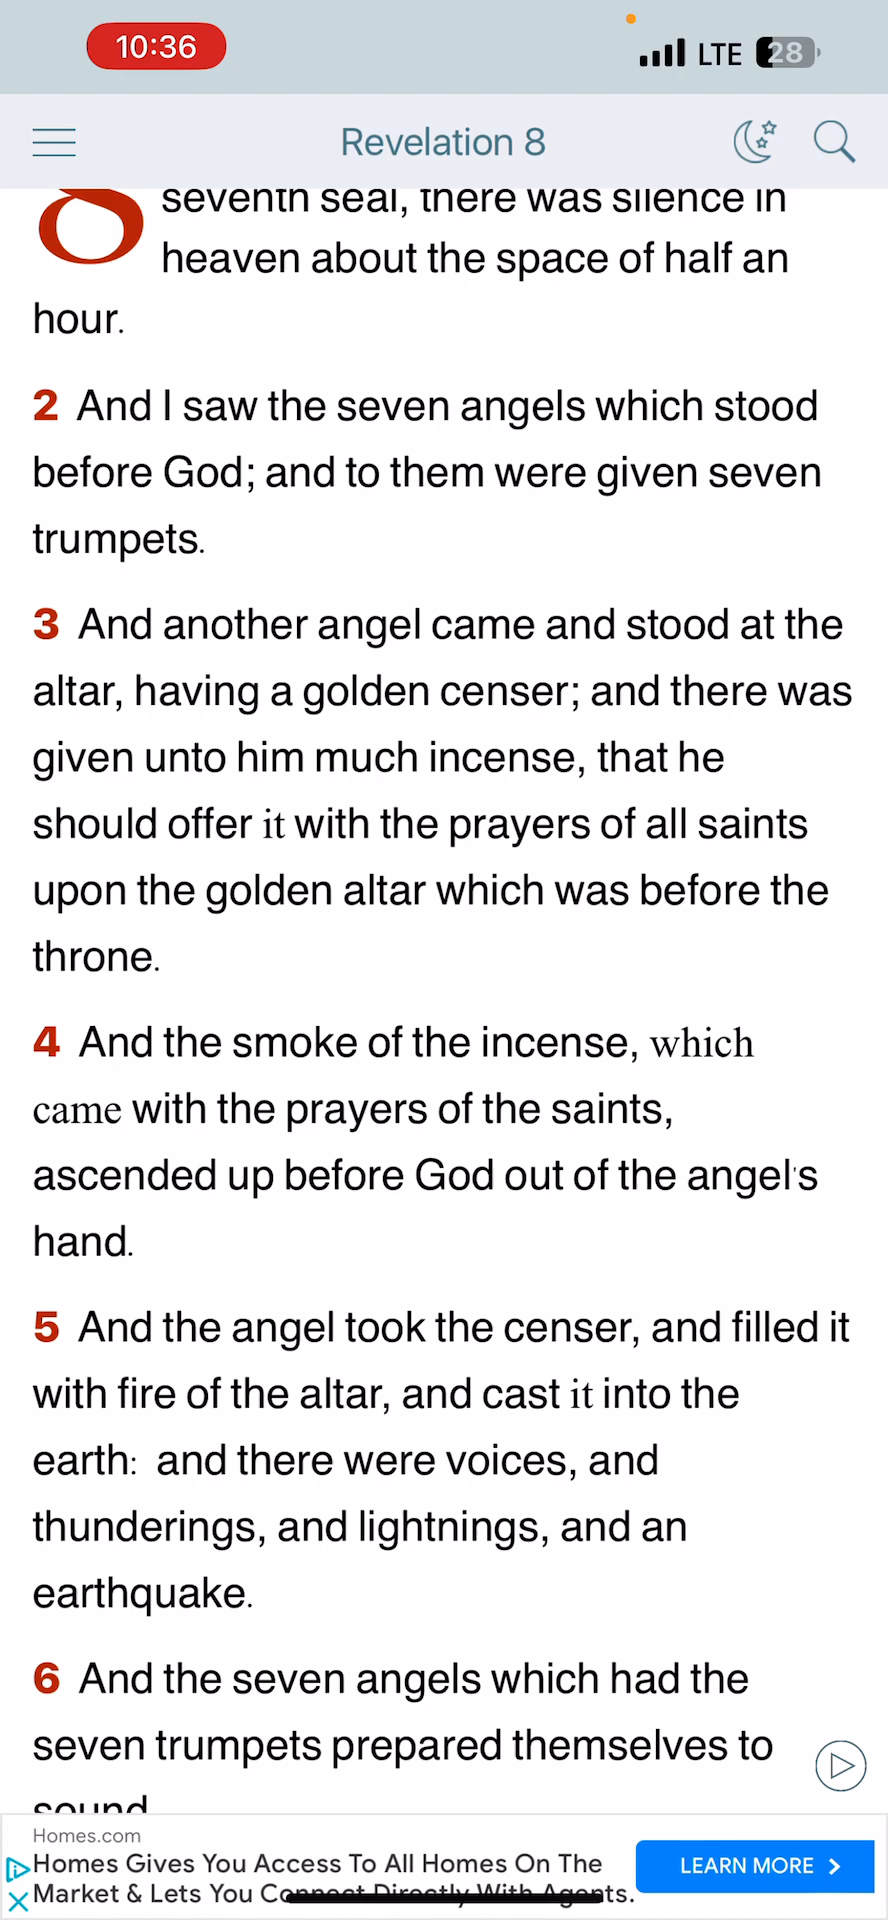 10:36
LTE 28
Revelation 8
8 seventh seal, there was silence in
heaven about the space of half an
hour.
2 And I saw the seven angels which stood
before God; and to them were given seven
trumpets.
3 And another angel came and stood at the
altar, having a golden censer; and there was
given unto him much incense, that he
should offer it with the prayers of all saints
upon the golden altar which was before the
throne.
4 And the smoke of the incense, which
came with the prayers of the saints,
ascended up before God out of the angel's
hand.
5 And the angel took the censer, and filled it
with fire of the altar, and cast it into the
earth: and there were voices, and
thunderings, and lightnings, and an
earthquake.
6 And the seven angels which had the
seven trumpets prepared themselves to
sound
Homes.com
Homes Gives You Access To All Homes On The
Market & Lets You Connect Directly With Agents.
LEARN MORE